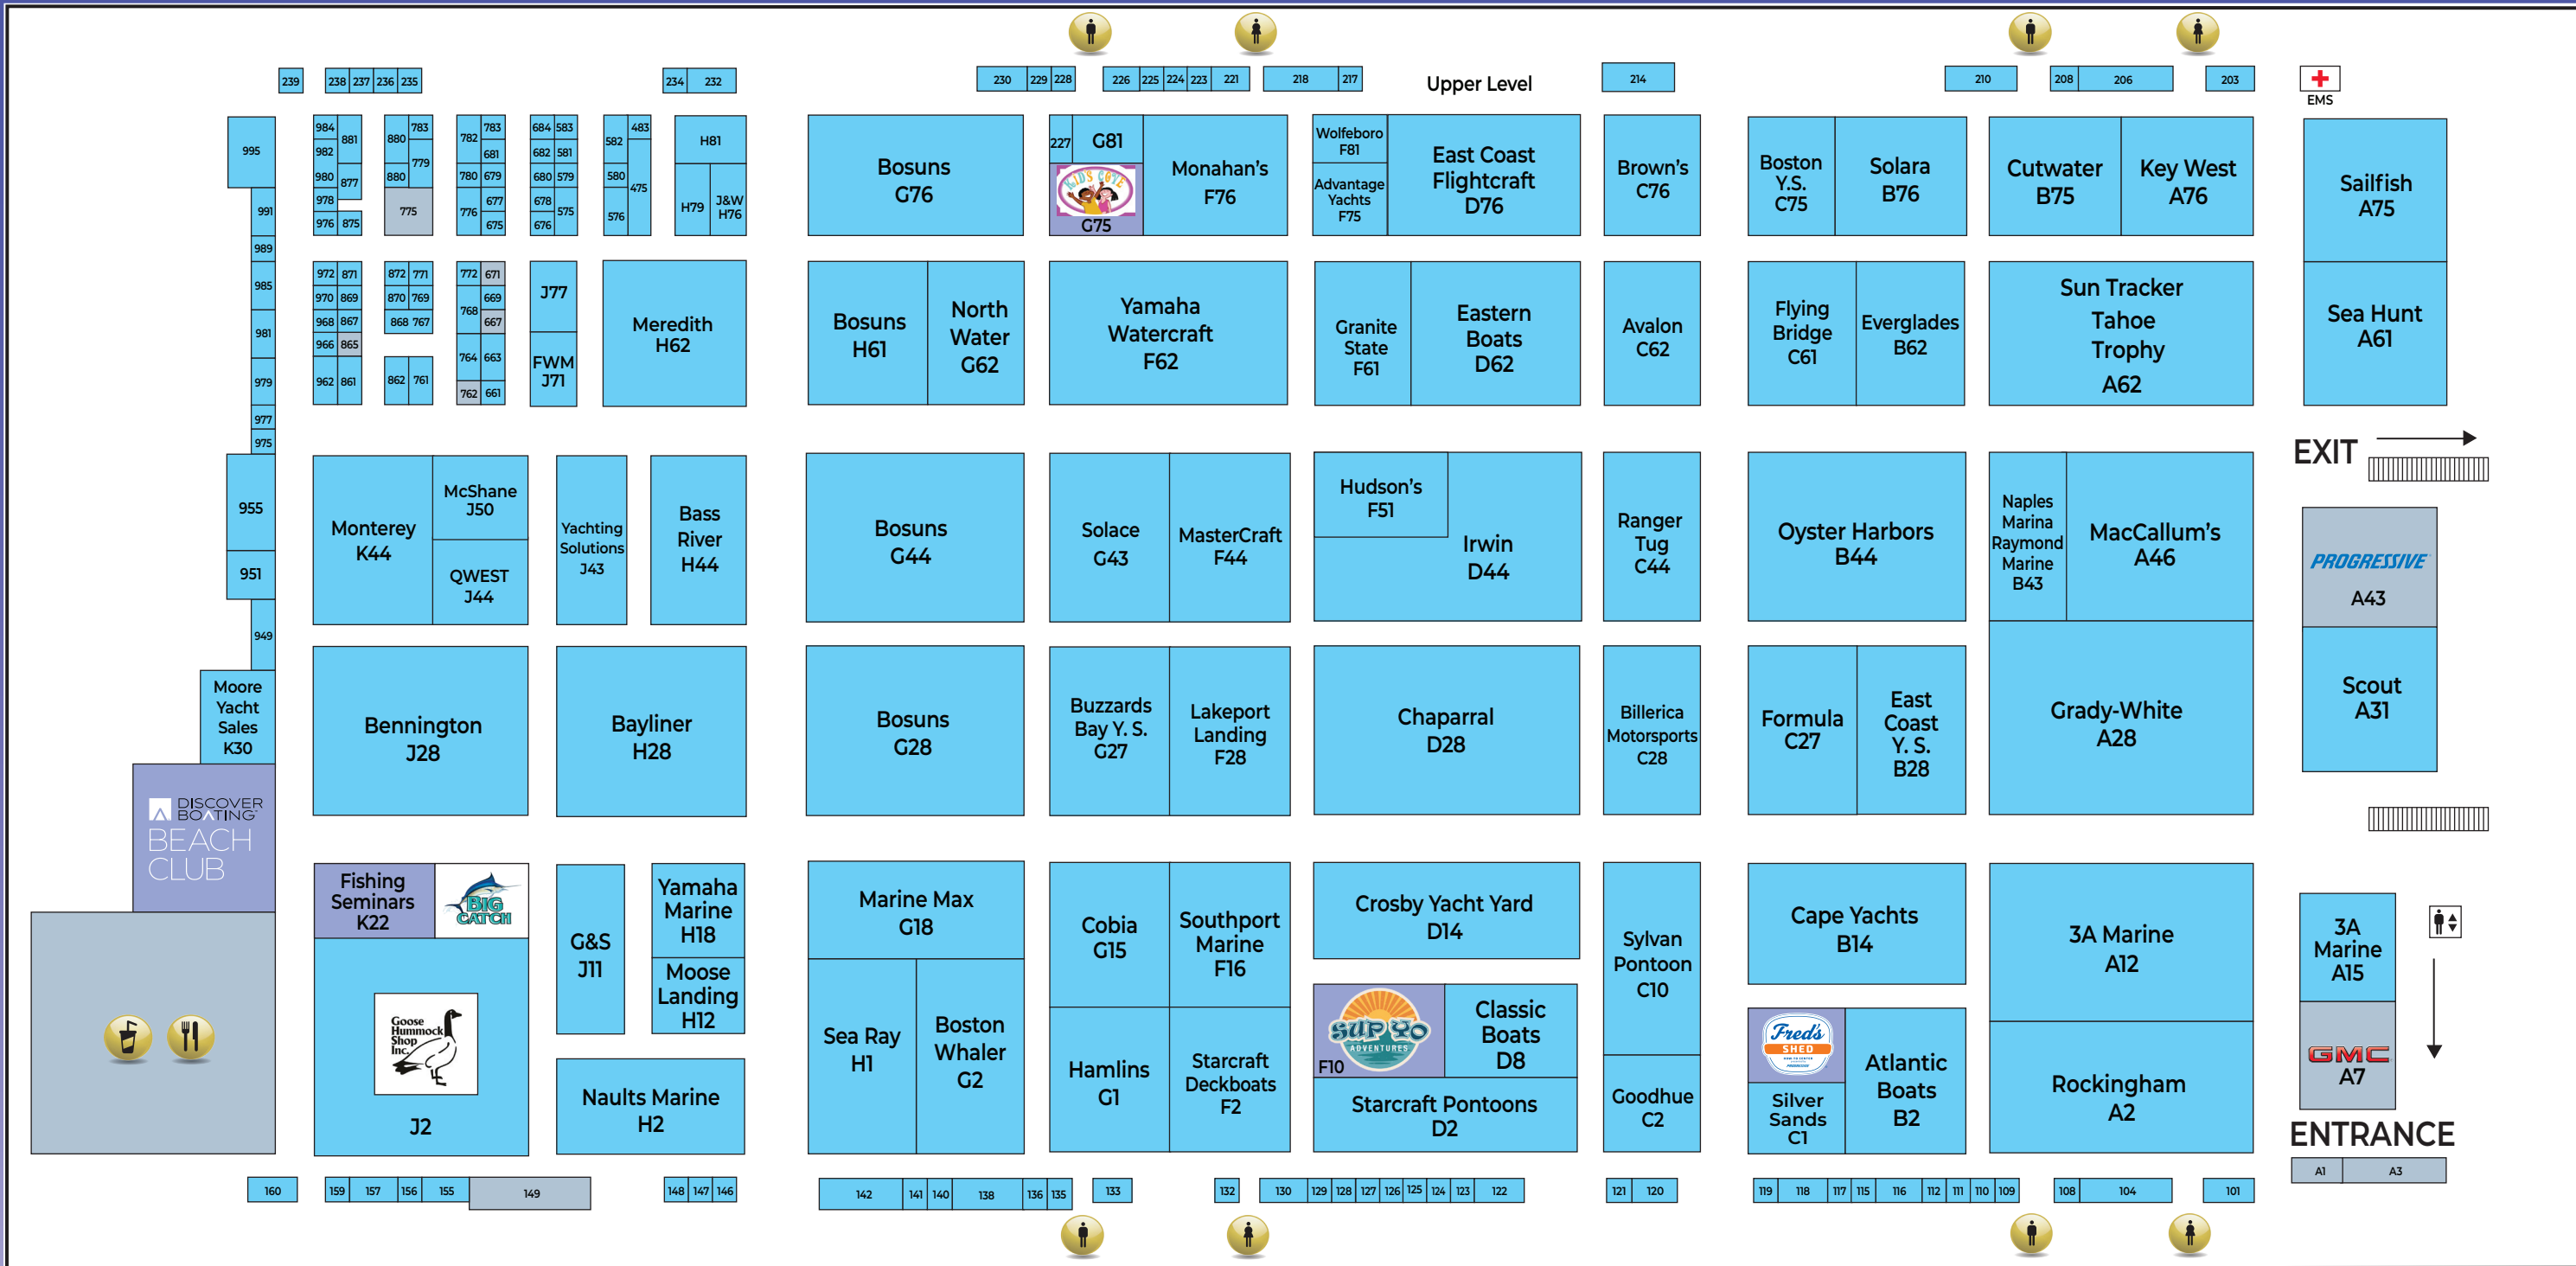 239
238 237 236 235
234 232
230 229 228
226 225 224 223 221
218 217
Upper Level
214
210
208 206
203
EMS
995
991
989
985
981
979
977
975
955
951
949
984
982
980
978
976
881
877
875
880
880
783
779
775
782
780
776
783
681
679
677
675
684 583
682 581
680 579
678
676
575
582
580
576
483
475
H81
H79
J&W
H76
Bosuns
G76
227
G81
KID'S COVE
G75
Monahan's
F76
Wolfeboro
F81
Advantage
Yachts
F75
East Coast
Flightcraft
D76
Brown's
C76
Boston
Y.S.
C75
Solara
B76
Cutwater
B75
Key West
A76
Sailfish
A75
972 871
970 869
968 867
966 865
962 861
872 771
870 769
868 767
862 761
772 671
768
669
667
764 663
762 661
J77
FWM
J71
Meredith
H62
Bosuns
H61
North
Water
G62
Yamaha
Watercraft
F62
Granite
State
F61
Eastern
Boats
D62
Avalon
C62
Flying
Bridge
C61
Everglades
B62
Sun Tracker
Tahoe
Trophy
A62
Sea Hunt
A61
EXIT
Monterey
K44
McShane
J50
QWEST
J44
Yachting
Solutions
J43
Bass
River
H44
Bosuns
G44
Solace
G43
MasterCraft
F44
Hudson's
F51
Irwin
D44
Ranger
Tug
C44
Oyster Harbors
B44
Naples
Marina
Raymond
Marine
B43
MacCallum's
A46
PROGRESSIVE
A43
Moore
Yacht
Sales
K30
Bennington
J28
Bayliner
H28
Bosuns
G28
Buzzards
Bay Y. S.
G27
Lakeport
Landing
F28
Chaparral
D28
Billerica
Motorsports
C28
Formula
C27
East
Coast
Y. S.
B28
Grady-White
A28
Scout
A31
DISCOVER
BOATING
BEACH
CLUB
Fishing
Seminars
K22
BIG
CATCH
Goose
Hummock
Shop
Inc.
J2
G&S
J11
Yamaha
Marine
H18
Moose
Landing
H12
Naults Marine
H2
Marine Max
G18
Sea Ray
H1
Boston
Whaler
G2
Cobia
G15
Southport
Marine
F16
Hamlins
G1
Starcraft
Deckboats
F2
Crosby Yacht Yard
D14
SUP YO
ADVENTURES
F10
Classic
Boats
D8
Starcraft Pontoons
D2
Sylvan
Pontoon
C10
Goodhue
C2
Cape Yachts
B14
Fred's
SHED
Silver
Sands
C1
Atlantic
Boats
B2
3A Marine
A12
Rockingham
A2
3A
Marine
A15
GMC
A7
ENTRANCE
A1 A3
160
159 157 156 155 149
148 147 146
142 141 140 138 136 135
133
132
130 129 128 127 126 125 124 123 122
121 120
119 118 117 115 116 112 111 110 109
108 104
101